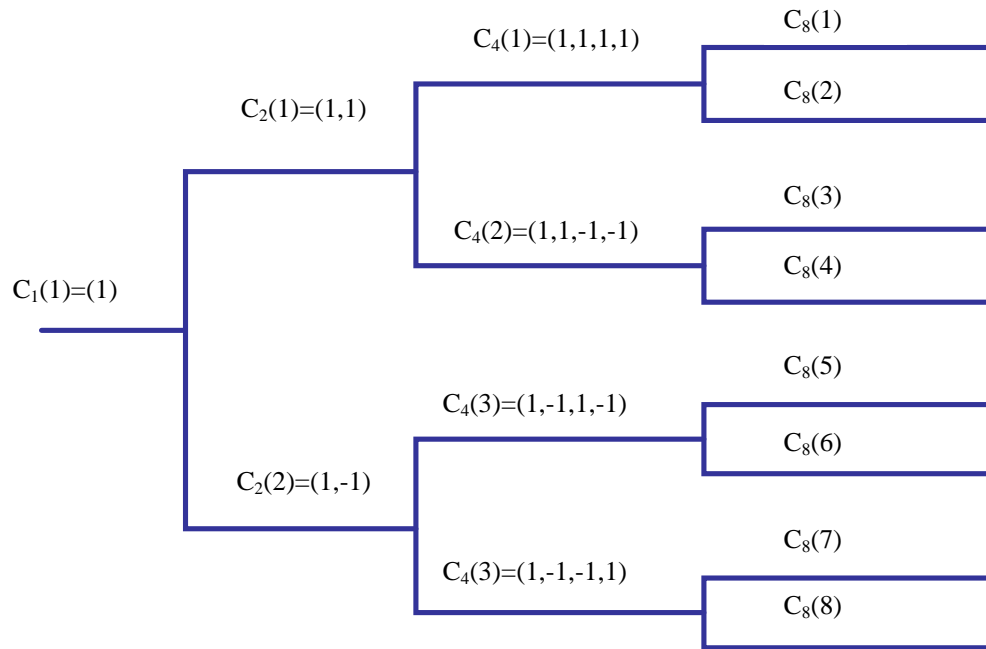 C₈(1)
C₄(1)=(1,1,1,1)
C₈(2)
C₂(1)=(1,1)
C₈(3)
C₄(2)=(1,1,-1,-1)
C₈(4)
C₁(1)=(1)
C₈(5)
C₄(3)=(1,-1,1,-1)
C₈(6)
C₂(2)=(1,-1)
C₈(7)
C₄(3)=(1,-1,-1,1)
C₈(8)